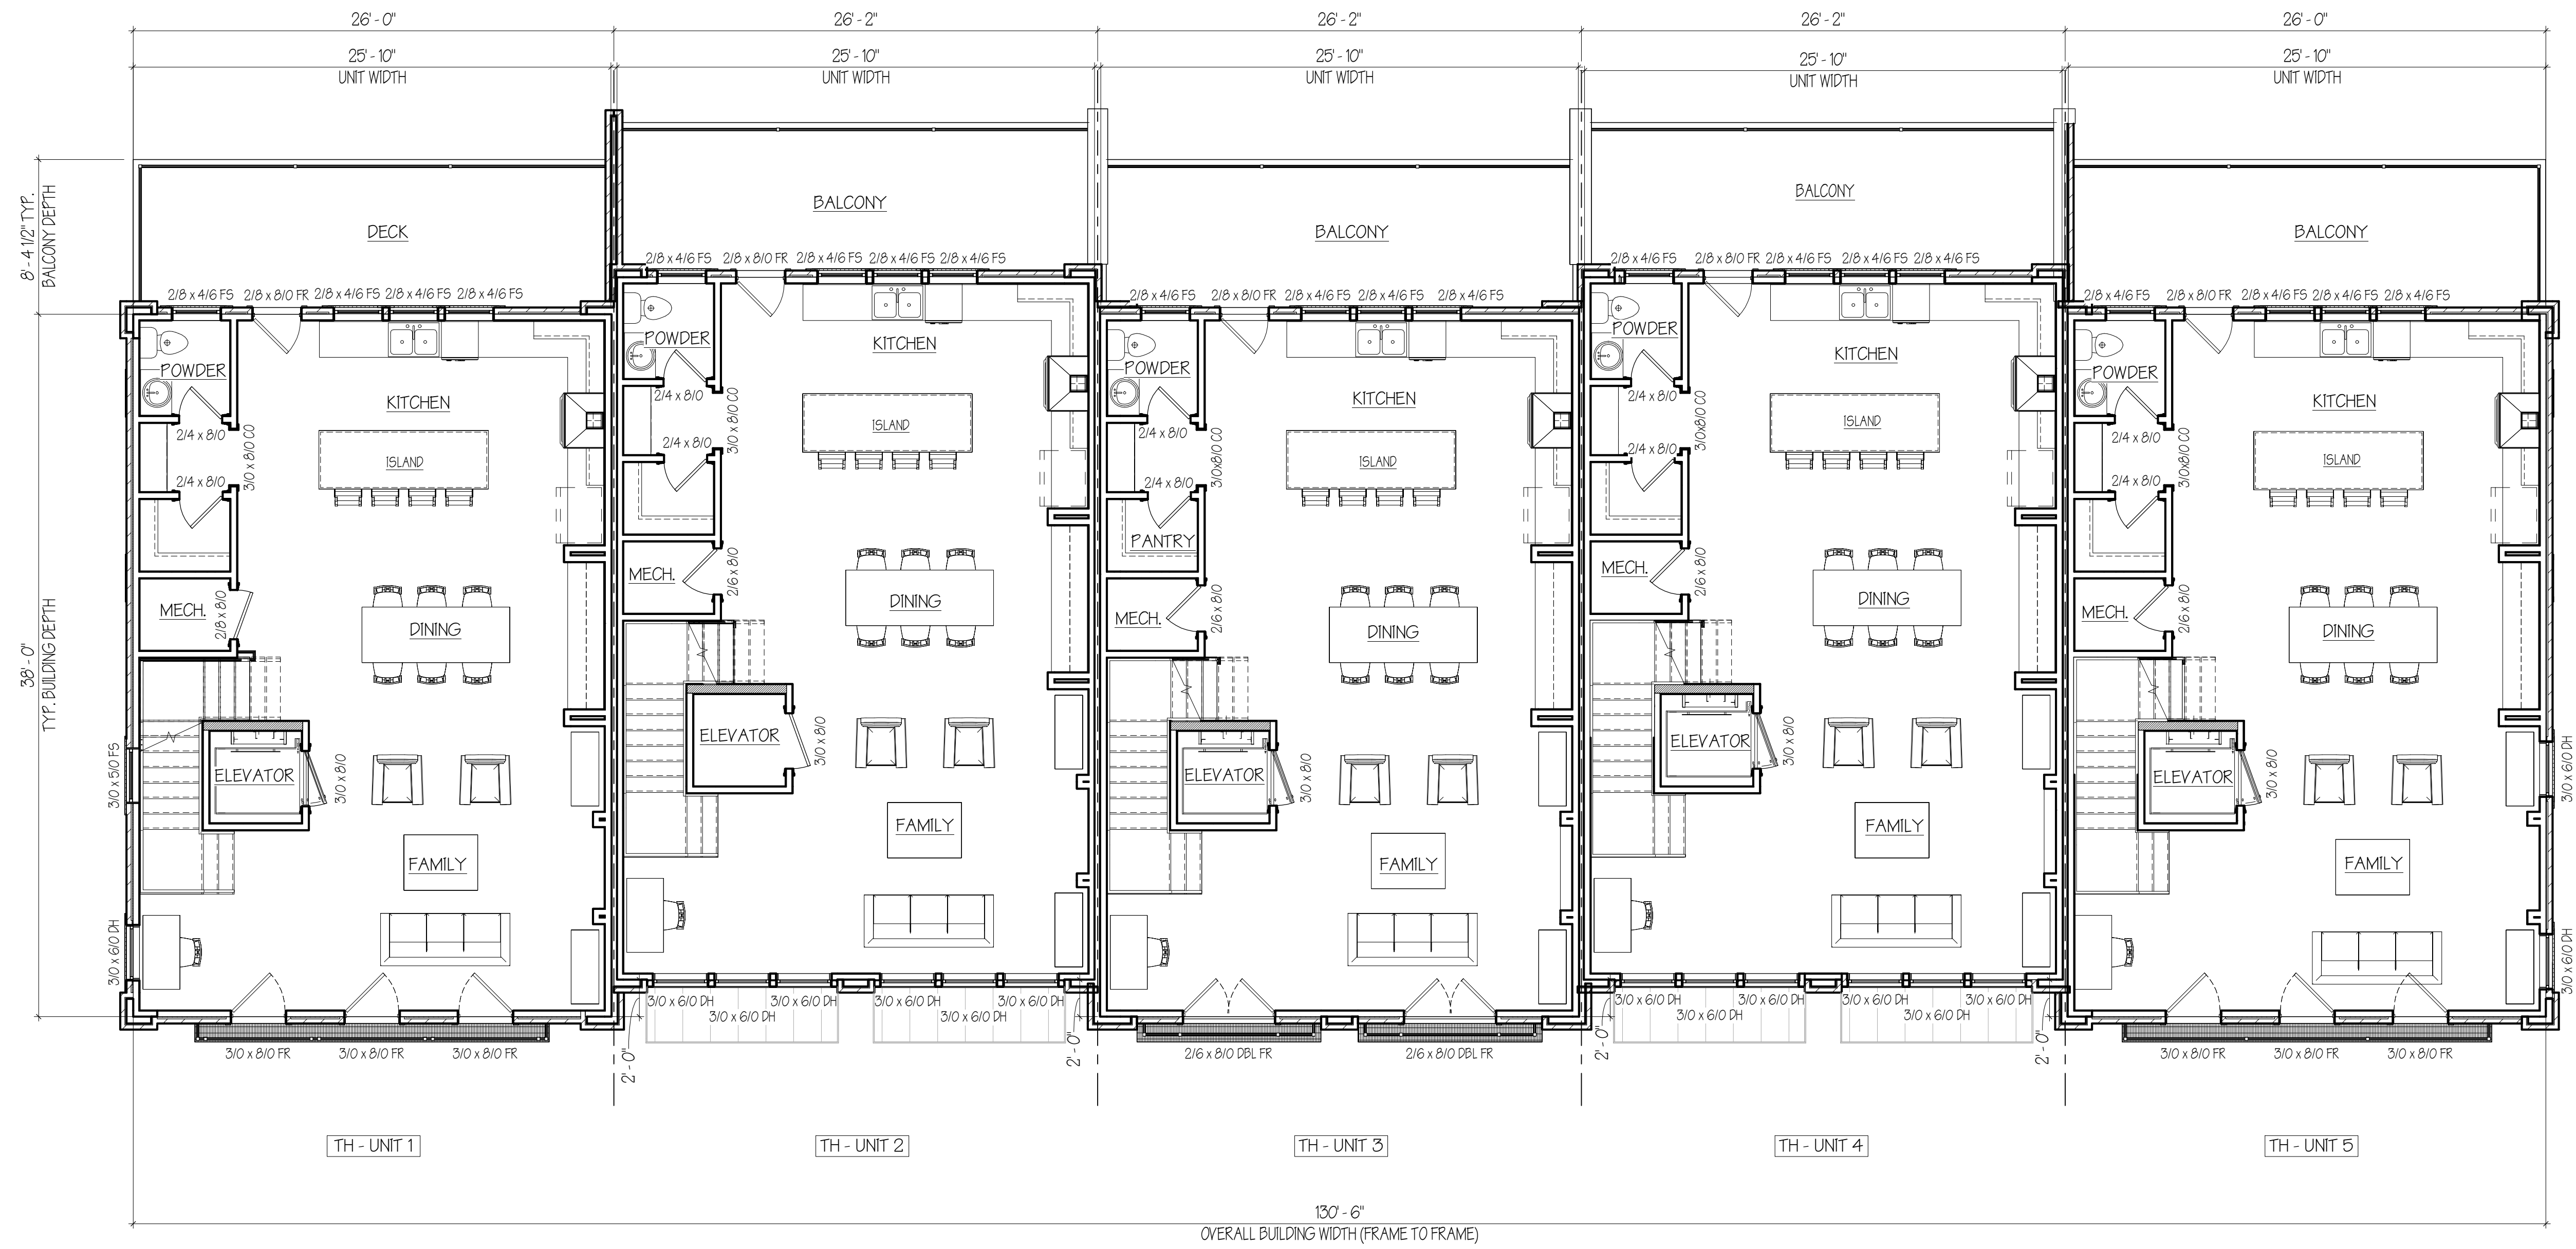 26' - 0"
26' - 2"
26' - 2"
26' - 2"
26' - 0"
25' - 10"
UNIT WIDTH
25' - 10"
UNIT WIDTH
25' - 10"
UNIT WIDTH
25' - 10"
UNIT WIDTH
25' - 10"
UNIT WIDTH
8' - 4 1/2" TYP.
BALCONY DEPTH
38' - 0"
TYP. BUILDING DEPTH
DECK
2/8 x 4/6 FS
2/8 x 8/0 FR
2/8 x 4/6 FS
2/8 x 4/6 FS
2/8 x 4/6 FS
POWDER
KITCHEN
2/4 x 8/0
3/0 x 8/0 CO
ISLAND
2/4 x 8/0
MECH.
2/8 x 8/0
DINING
3/0 x 5/0 FS
ELEVATOR
3/0 x 8/0
FAMILY
3/0 x 6/0 DH
3/0 x 8/0 FR
3/0 x 8/0 FR
3/0 x 8/0 FR
BALCONY
2/8 x 4/6 FS
2/8 x 8/0 FR
2/8 x 4/6 FS
2/8 x 4/6 FS
2/8 x 4/6 FS
POWDER
KITCHEN
2/4 x 8/0
3/0 x 8/0 CO
ISLAND
2/4 x 8/0
MECH.
2/6 x 8/0
DINING
ELEVATOR
3/0 x 8/0
FAMILY
3/0 x 6/0 DH
3/0 x 6/0 DH
3/0 x 6/0 DH
3/0 x 6/0 DH
3/0 x 6/0 DH
3/0 x 6/0 DH
2' - 0"
2' - 0"
BALCONY
2/8 x 4/6 FS
2/8 x 8/0 FR
2/8 x 4/6 FS
2/8 x 4/6 FS
2/8 x 4/6 FS
POWDER
KITCHEN
2/4 x 8/0
3/0x8/0 CO
ISLAND
2/4 x 8/0
PANTRY
MECH.
2/6 x 8/0
DINING
ELEVATOR
3/0 x 8/0
FAMILY
2/6 x 8/0 DBL FR
2/6 x 8/0 DBL FR
BALCONY
2/8 x 4/6 FS
2/8 x 8/0 FR
2/8 x 4/6 FS
2/8 x 4/6 FS
2/8 x 4/6 FS
POWDER
KITCHEN
2/4 x 8/0
3/0x8/0 CO
ISLAND
2/4 x 8/0
MECH.
2/6 x 8/0
DINING
ELEVATOR
3/0 x 8/0
FAMILY
3/0 x 6/0 DH
3/0 x 6/0 DH
3/0 x 6/0 DH
3/0 x 6/0 DH
3/0 x 6/0 DH
3/0 x 6/0 DH
2' - 0"
2' - 0"
BALCONY
2/8 x 4/6 FS
2/8 x 8/0 FR
2/8 x 4/6 FS
2/8 x 4/6 FS
2/8 x 4/6 FS
POWDER
KITCHEN
2/4 x 8/0
3/0x8/0 CO
ISLAND
2/4 x 8/0
MECH.
2/6 x 8/0
DINING
3/0 x 6/0 DH
ELEVATOR
3/0 x 8/0
FAMILY
3/0 x 6/0 DH
3/0 x 8/0 FR
3/0 x 8/0 FR
3/0 x 8/0 FR
TH - UNIT 1
TH - UNIT 2
TH - UNIT 3
TH - UNIT 4
TH - UNIT 5
130' - 6"
OVERALL BUILDING WIDTH (FRAME TO FRAME)